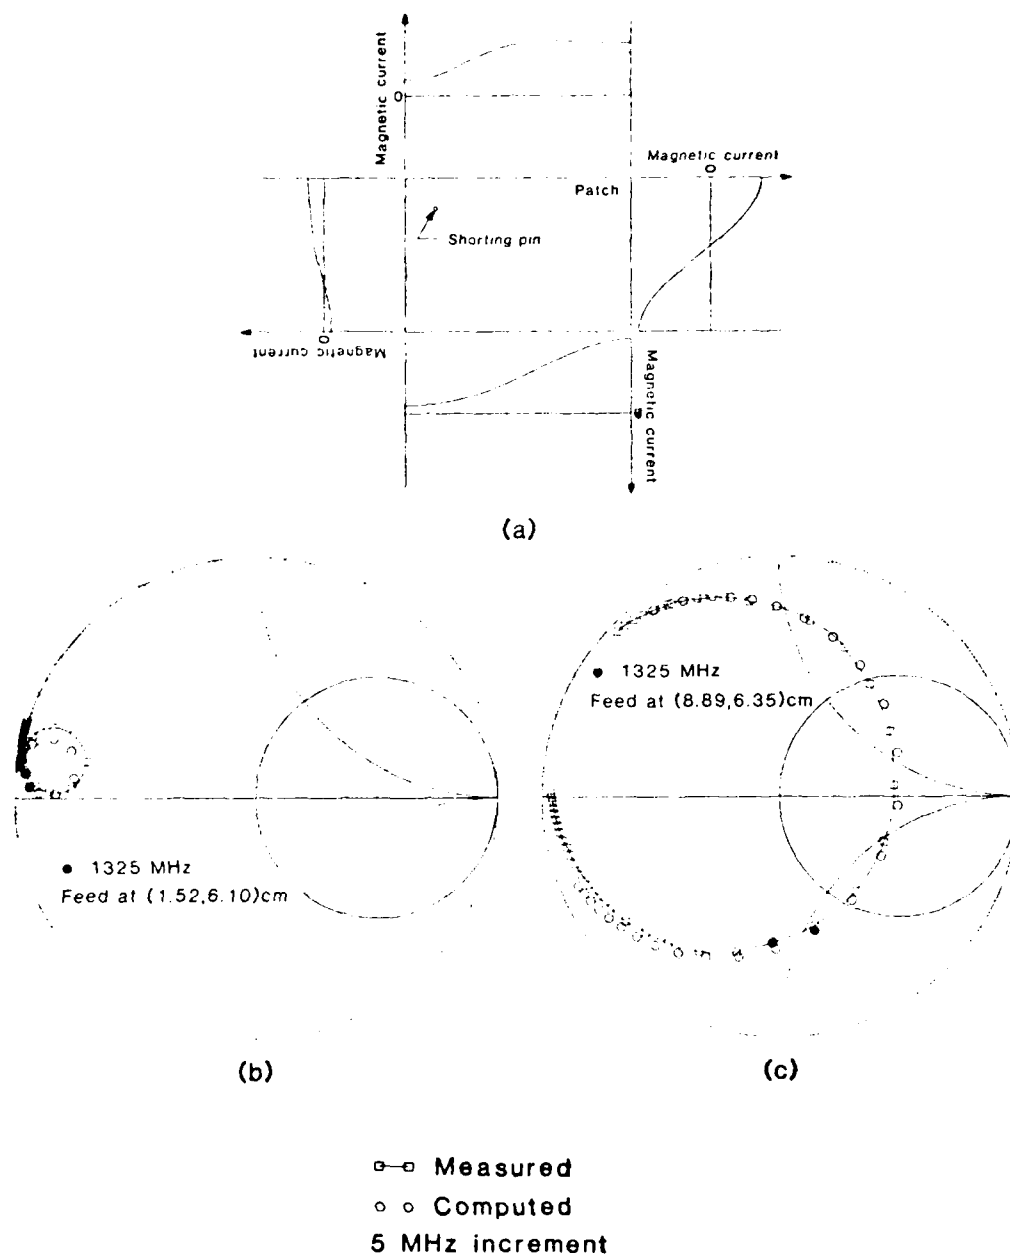 Magnetic current
0
Magnetic current
0
Patch
Shorting pin
0
Magnetic current
Magnetic current
(a)
1325 MHz
Feed at (8.89,6.35)cm
1325 MHz
Feed at (1.52,6.10)cm
(b)
(c)
Measured
Computed
5 MHz increment